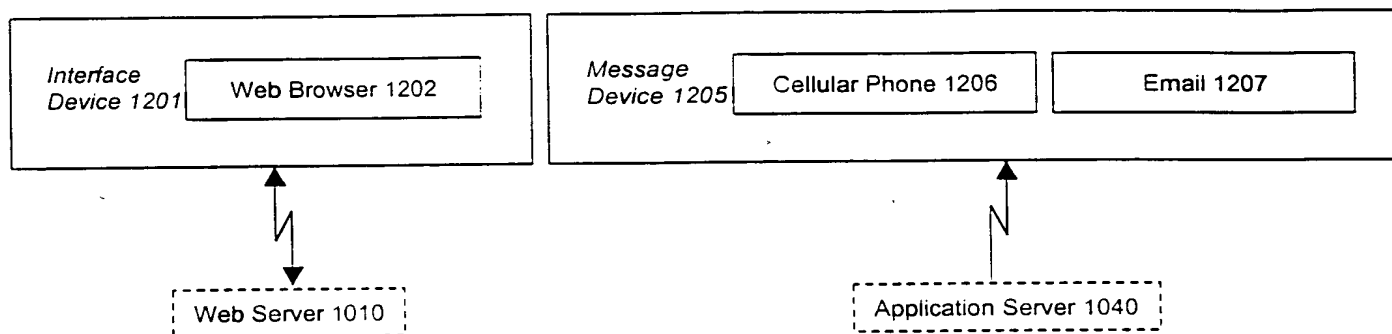 Interface
Device 1201
Web Browser 1202
Message
Device 1205
Cellular Phone 1206
Email 1207
Web Server 1010
Application Server 1040